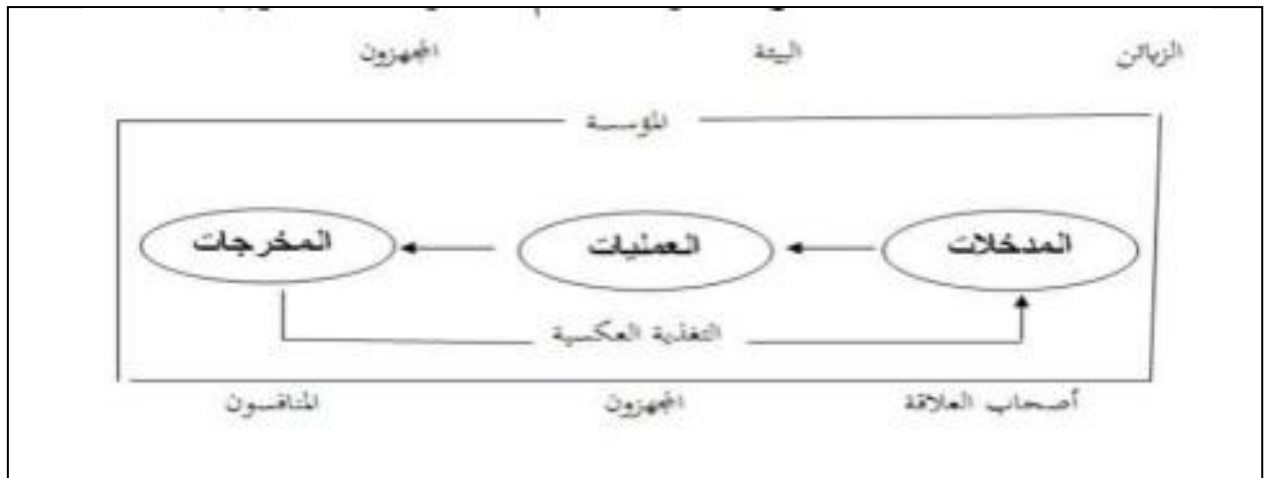 الزبائن البيئة المجهزون
المؤسسة
المدخلات العمليات المخرجات
التغذية العكسية
أصحاب العلاقة المجهزون المنافسون